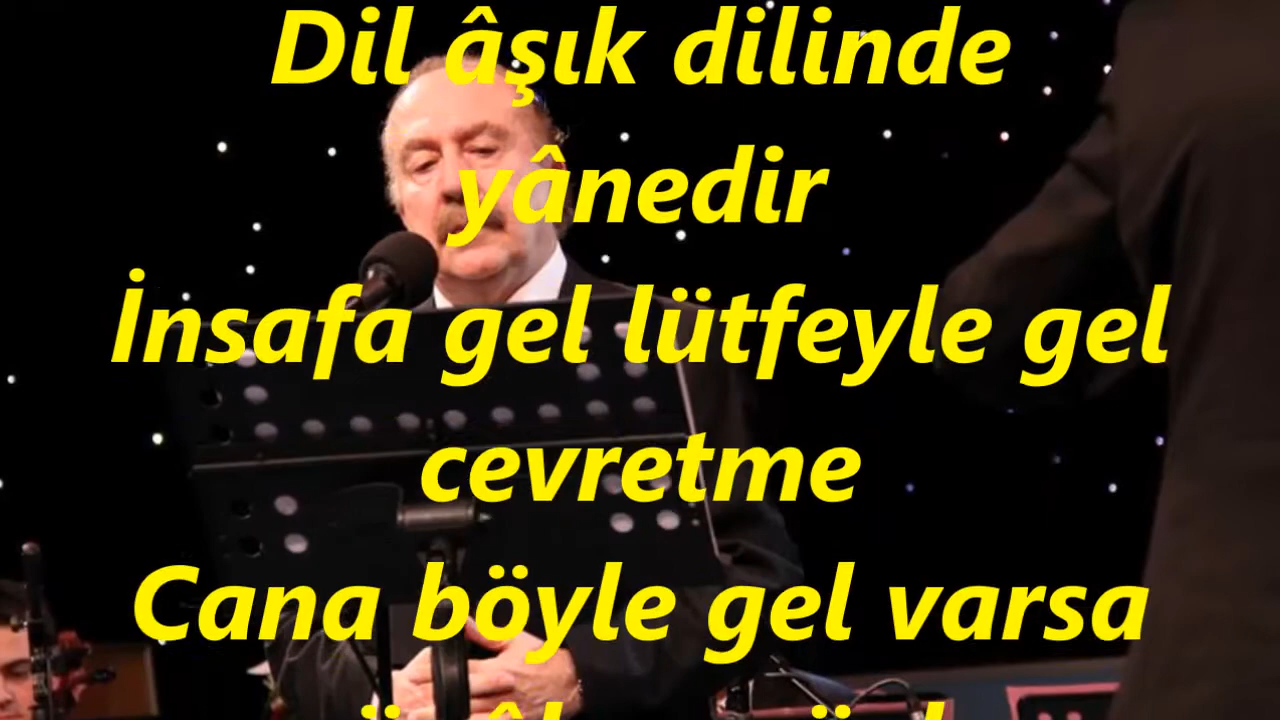 Dil âşık dilinde
yânedir
İnsafa gel lütfeyle gel
cevretme
Cana böyle gel varsa